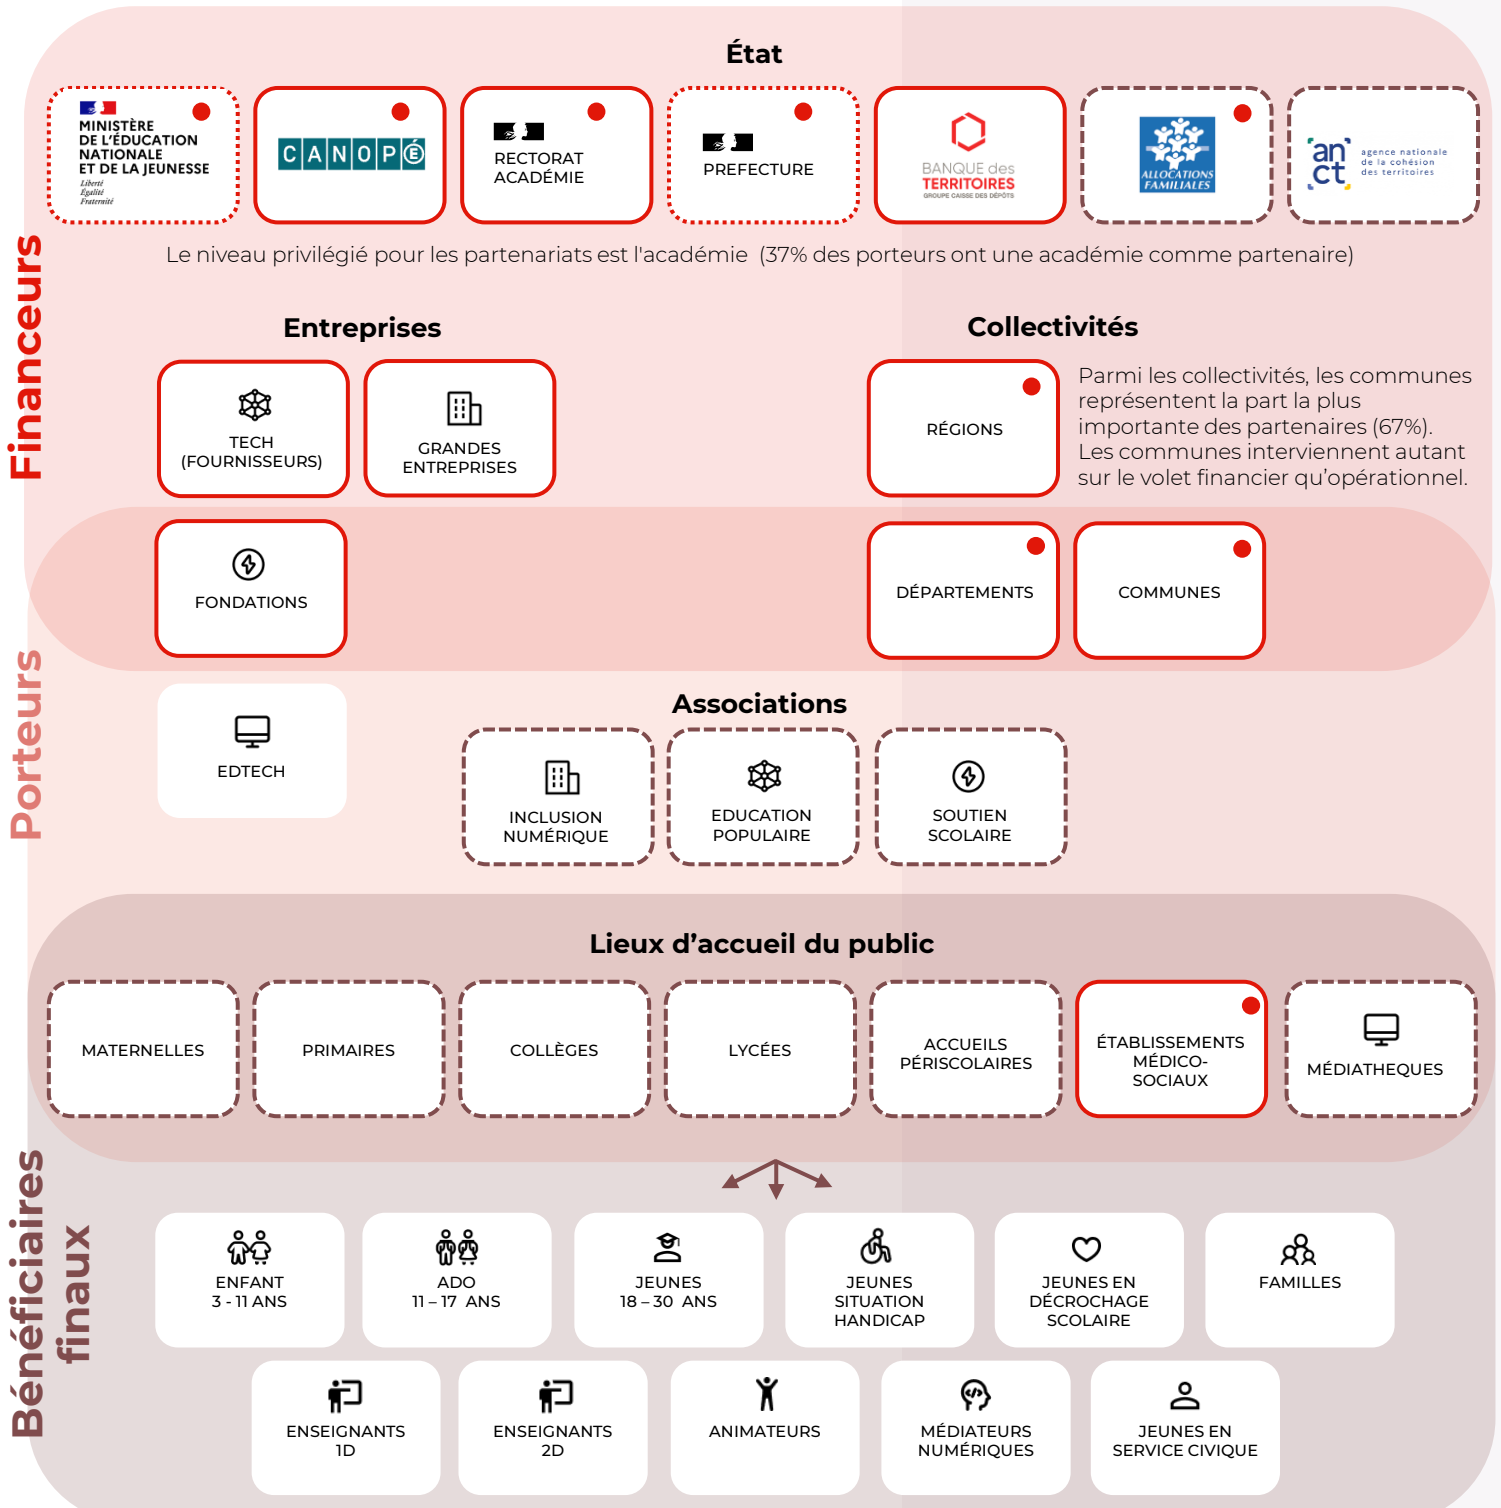 État
MINISTÈRE
DE L'ÉDUCATION
NATIONALE
ET DE LA JEUNESSE
Liberté
Égalité
Fraternité
CANOPÉ
RECTORAT
ACADÉMIE
PREFECTURE
BANQUE des
TERRITOIRES
GROUPE CAISSE DES DÉPÔTS
ALLOCATIONS
FAMILIALES
an
ct
agence nationale
de la cohésion
des territoires
Le niveau privilégié pour les partenariats est l'académie (37% des porteurs ont une académie comme partenaire)
Financeurs
Entreprises
Collectivités
TECH
(FOURNISSEURS)
GRANDES
ENTREPRISES
RÉGIONS
Parmi les collectivités, les communes
représentent la part la plus
importante des partenaires (67%).
Les communes interviennent autant
sur le volet financier qu’opérationnel.
FONDATIONS
DÉPARTEMENTS
COMMUNES
Porteurs
EDTECH
Associations
INCLUSION
NUMÉRIQUE
EDUCATION
POPULAIRE
SOUTIEN
SCOLAIRE
Lieux d’accueil du public
MATERNELLES
PRIMAIRES
COLLÈGES
LYCÉES
ACCUEILS
PÉRISCOLAIRES
ÉTABLISSEMENTS
MÉDICO-
SOCIAUX
MÉDIATHEQUES
Bénéficiaires
finaux
ENFANT
3 - 11 ANS
ADO
11 – 17 ANS
JEUNES
18 – 30 ANS
JEUNES
SITUATION
HANDICAP
JEUNES EN
DÉCROCHAGE
SCOLAIRE
FAMILLES
ENSEIGNANTS
1D
ENSEIGNANTS
2D
ANIMATEURS
MÉDIATEURS
NUMÉRIQUES
JEUNES EN
SERVICE CIVIQUE